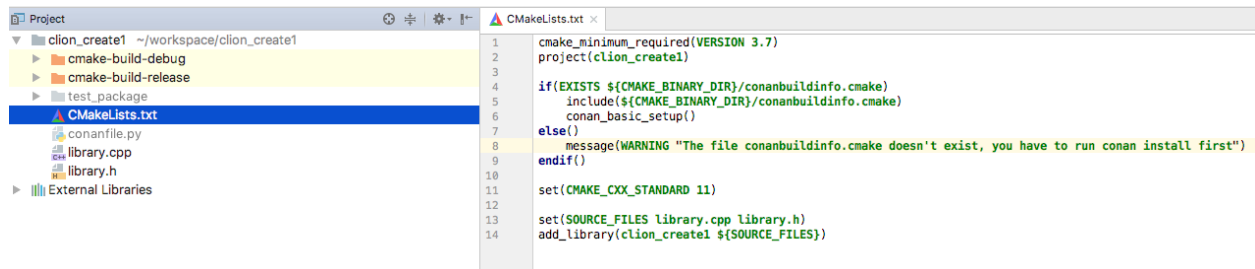 Project
clion_create1 ~/workspace/clion_create1
cmake-build-debug
cmake-build-release
test_package
CMakeLists.txt
conanfile.py
library.cpp
library.h
External Libraries
CMakeLists.txt
1 cmake_minimum_required(VERSION 3.7)
2 project(clion_create1)
3
4 if(EXISTS ${CMAKE_BINARY_DIR}/conanbuildinfo.cmake)
5 include(${CMAKE_BINARY_DIR}/conanbuildinfo.cmake)
6 conan_basic_setup()
7 else()
8 message(WARNING "The file conanbuildinfo.cmake doesn't exist, you have to run conan install first")
9 endif()
10
11 set(CMAKE_CXX_STANDARD 11)
12
13 set(SOURCE_FILES library.cpp library.h)
14 add_library(clion_create1 ${SOURCE_FILES})